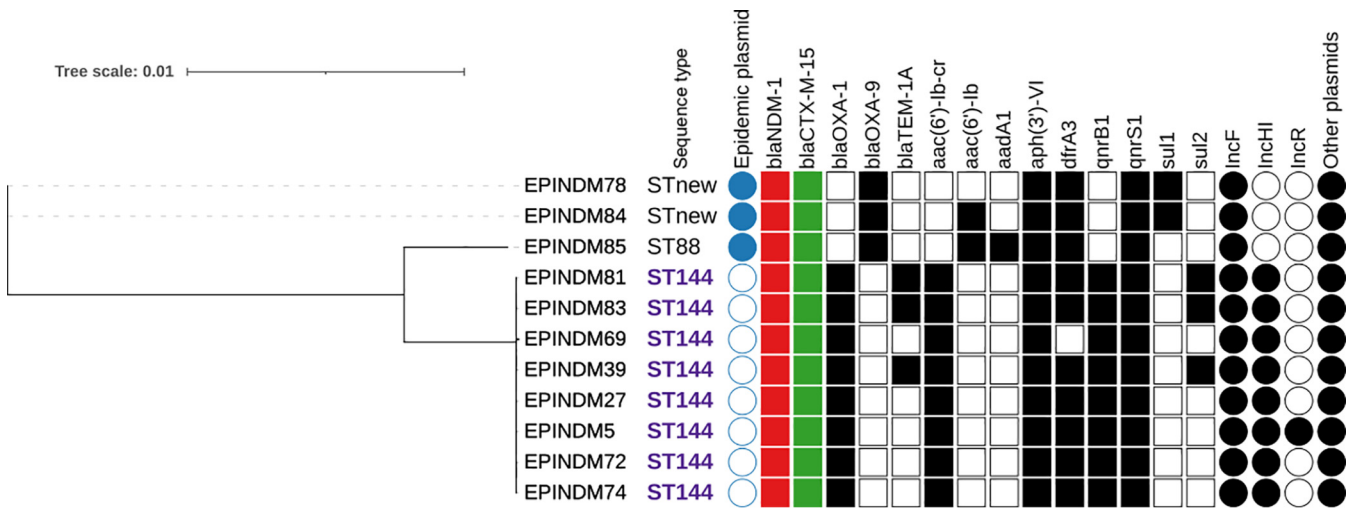 Tree scale: 0.01
Sequence type
Epidemic plasmid
blaNDM-1
blaCTX-M-15
blaOXA-1
blaOXA-9
blaTEM-1A
aac(6')-Ib-cr
aac(6')-Ib
aadA1
aph(3')-VI
dfrA3
qnrB1
qnrS1
sul1
sul2
IncF
IncHI
IncR
Other plasmids
EPINDM78 STnew
EPINDM84 STnew
EPINDM85 ST88
EPINDM81 ST144
EPINDM83 ST144
EPINDM69 ST144
EPINDM39 ST144
EPINDM27 ST144
EPINDM5 ST144
EPINDM72 ST144
EPINDM74 ST144